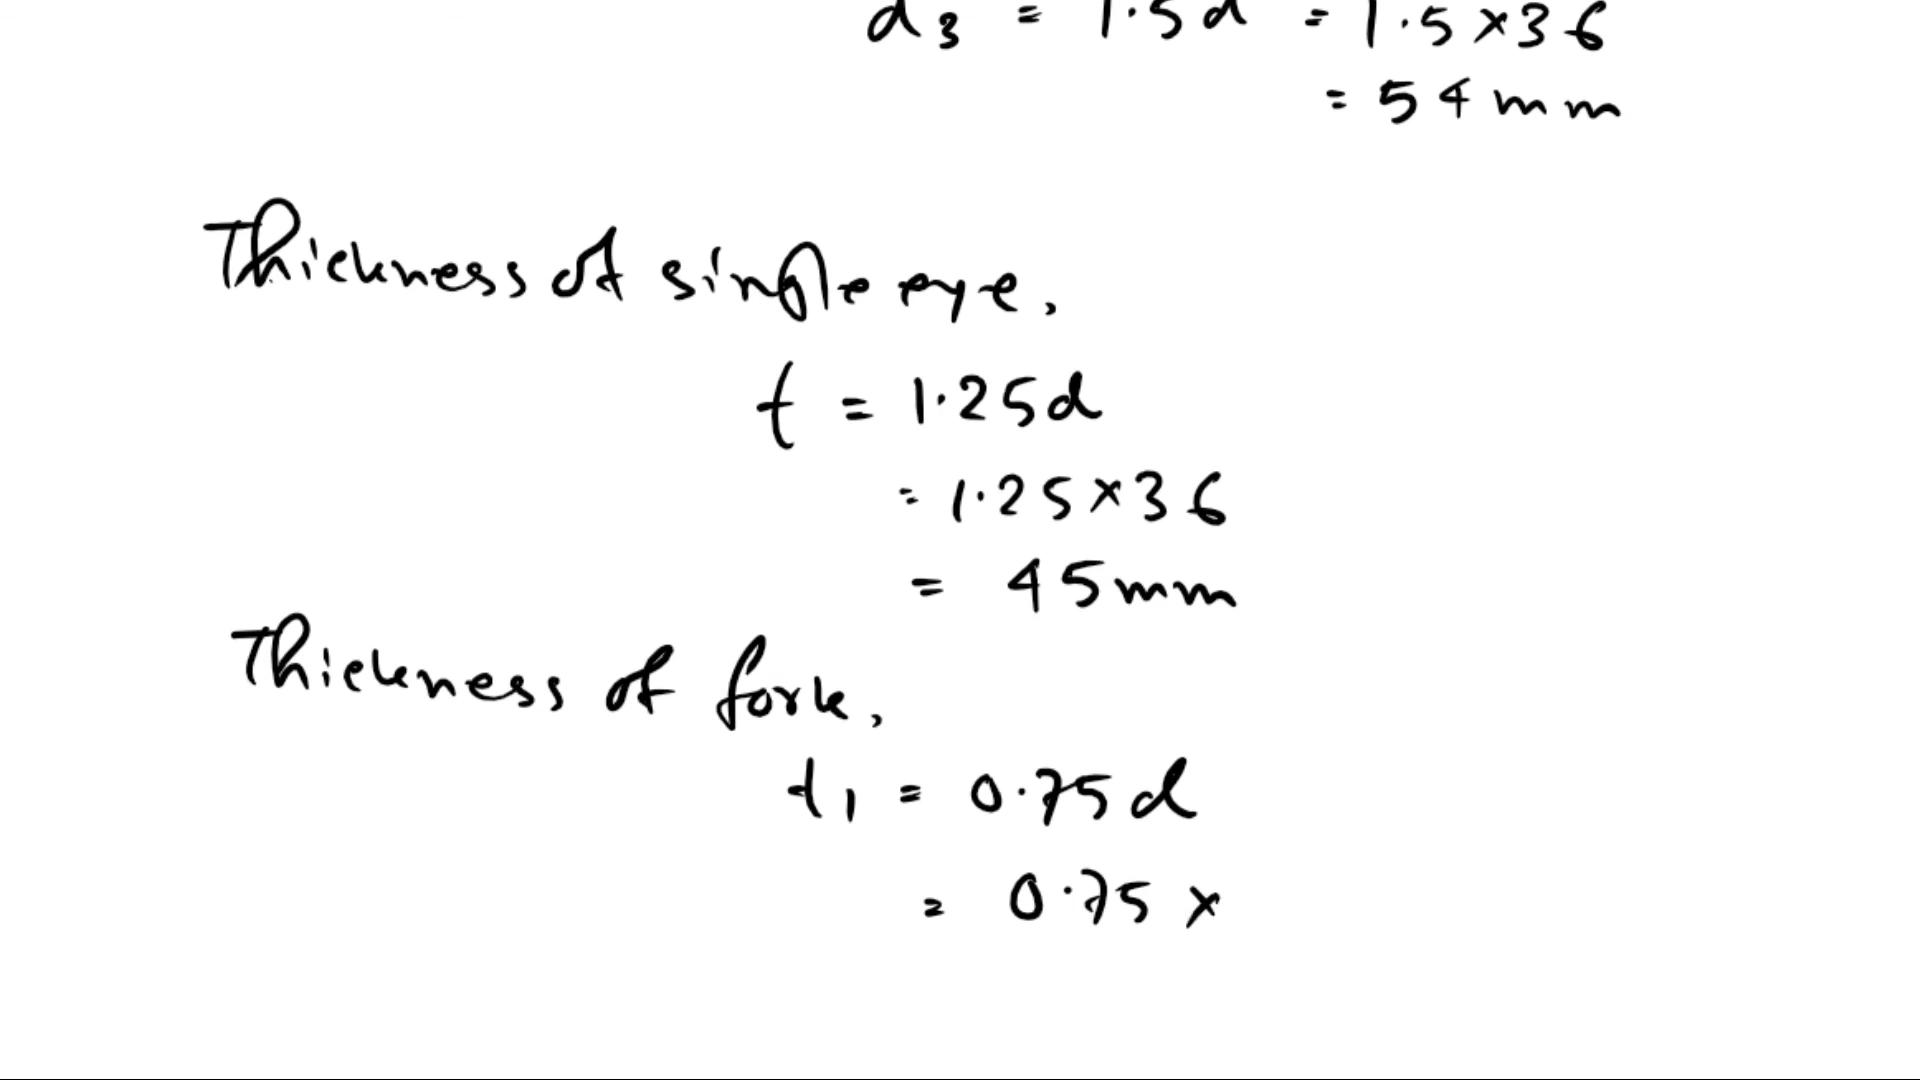 d3 = 1.5d = 1.5 × 36
= 54 mm
Thickness of single eye,
t = 1.25d
= 1.25 × 36
= 45mm
Thickness of fork,
t1 = 0.75d
= 0.75 ×